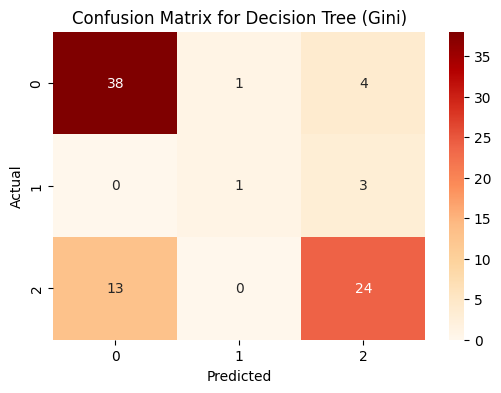 Confusion Matrix for Decision Tree (Gini)
0 38 1 4
1 0 1 3
2 13 0 24
0 1 2
Actual
Predicted
35
30
25
20
15
10
5
0